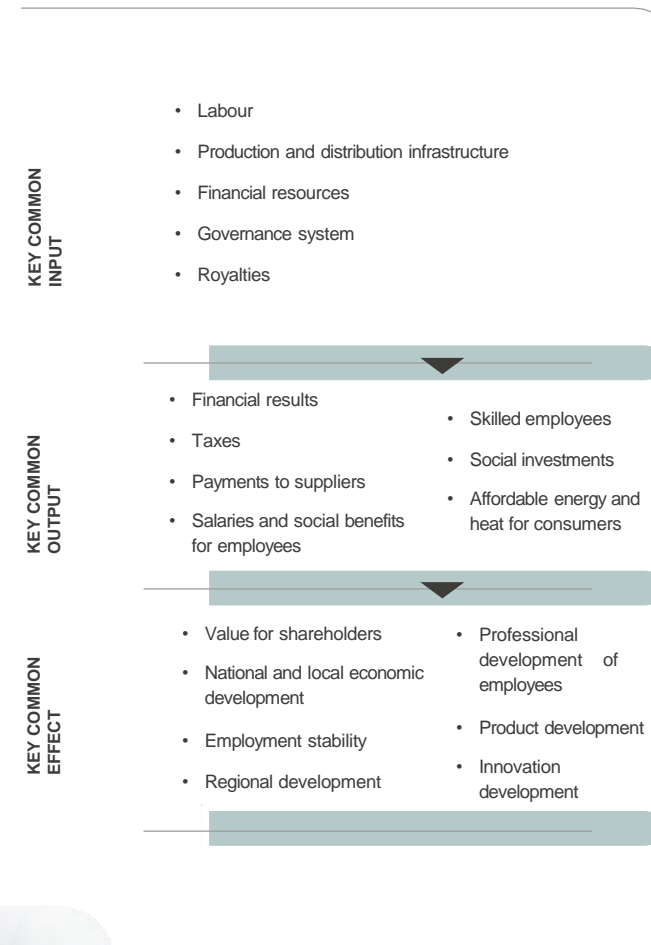 KEY COMMON
INPUT
• Labour
• Production and distribution infrastructure
• Financial resources
• Governance system
• Royalties
KEY COMMON
OUTPUT
• Financial results
• Taxes
• Payments to suppliers
• Salaries and social benefits
for employees
• Skilled employees
• Social investments
• Affordable energy and
heat for consumers
KEY COMMON
EFFECT
• Value for shareholders
• National and local economic
development
• Employment stability
• Regional development
• Professional
development of
employees
• Product development
• Innovation
development